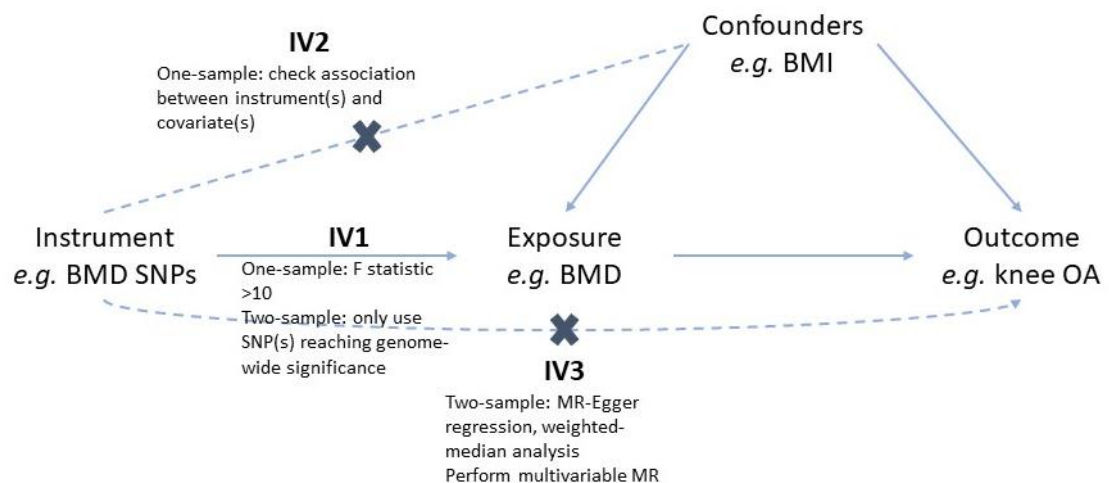 Confounders
e.g. BMI
IV2
One-sample: check association
between instrument(s) and
covariate(s)
Instrument
e.g. BMD SNPs
IV1
One-sample: F statistic
>10
Two-sample: only use
SNP(s) reaching genome-
wide significance
Exposure
e.g. BMD
Outcome
e.g. knee OA
IV3
Two-sample: MR-Egger
regression, weighted-
median analysis
Perform multivariable MR